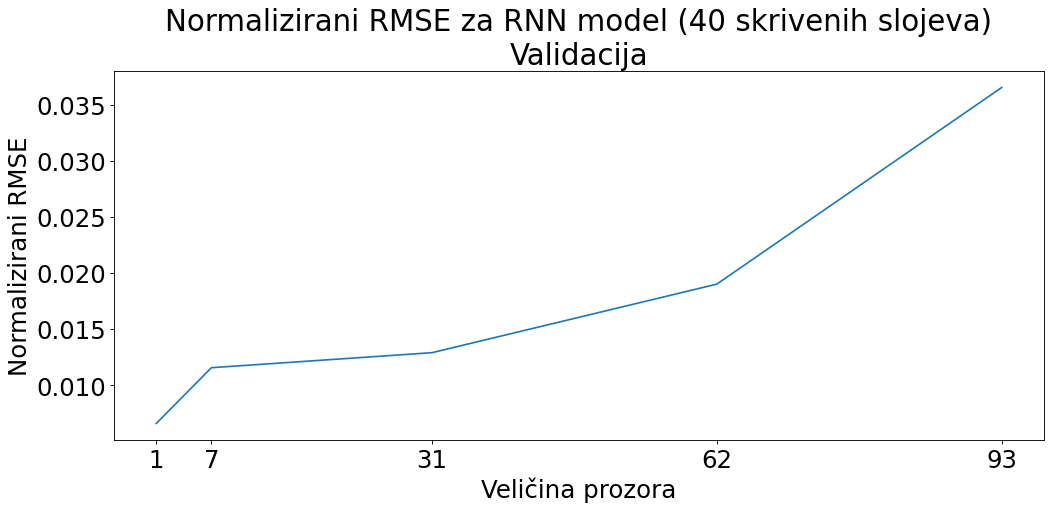 Normalizirani RMSE za RNN model (40 skrivenih slojeva)
Validacija
Normalizirani RMSE
0.035
0.030
0.025
0.020
0.015
0.010
1 7 31 62 93
Veličina prozora